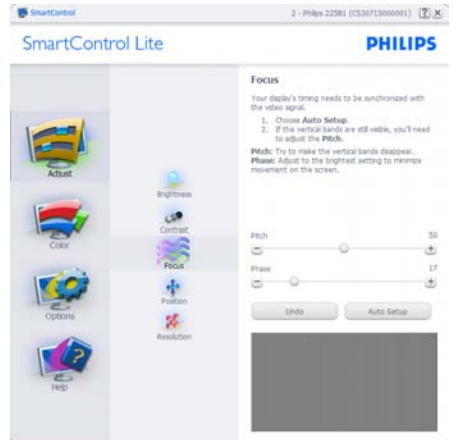 SmartControl
2 - Philips 225B1 (CS30715000001)
SmartControl Lite
PHILIPS
Adjust
Color
Options
Help
Brightness
Contrast
Focus
Position
Resolution
Focus
Your display's timing needs to be synchronized with
the video signal.
1. Choose Auto Setup.
2. If the vertical bands are still visible, you'll need
to adjust the Pitch.
Pitch: Try to make the vertical bands disappear.
Phase: Adjust to the brightest setting to minimize
movement on the screen.
Pitch 50
Phase 17
Undo
Auto Setup